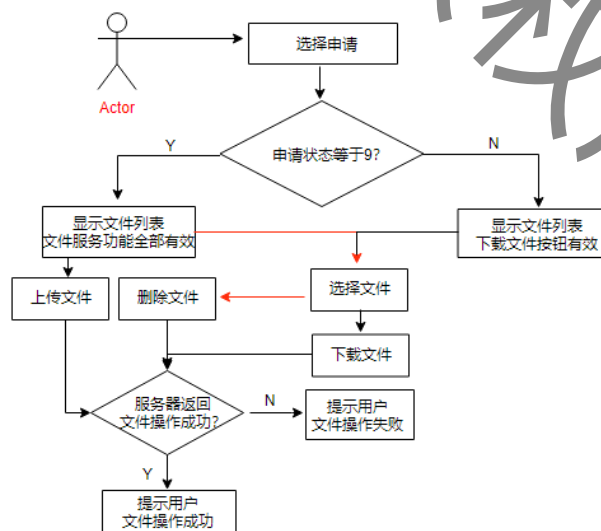 选择申请
Actor
申请状态等于9？
Y
N
显示文件列表
文件服务功能全部有效
显示文件列表
下载文件按钮有效
上传文件
删除文件
选择文件
下载文件
服务器返回
文件操作成功？
N
提示用户
文件操作失败
Y
提示用户
文件操作成功